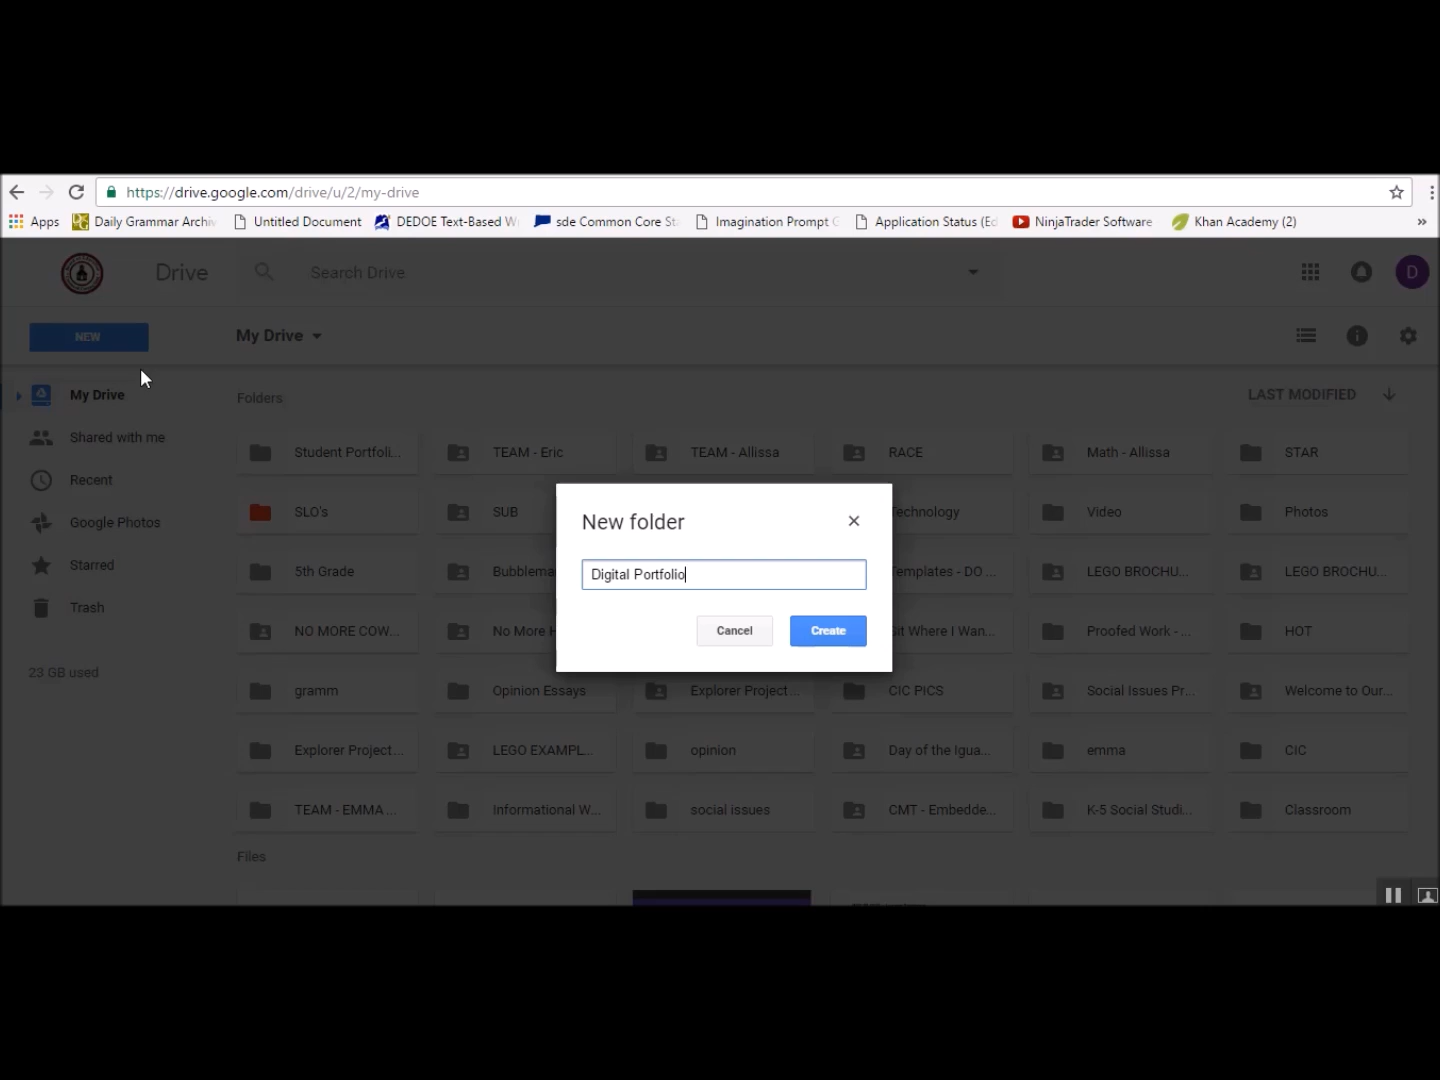 https://drive.google.com/drive/u/2/my-drive
Apps Daily Grammar Archiv Untitled Document DEDOE Text-Based W sde Common Core Sta Imagination Prompt G Application Status (Ed NinjaTrader Software Khan Academy (2) »
Drive Search Drive D
NEW My Drive
My Drive Folders LAST MODIFIED
Shared with me Student Portfoli... TEAM - Eric TEAM - Allissa RACE Math - Allissa STAR
Recent
SLO's SUB Technology Video Photos
Google Photos
New folder
Starred 5th Grade Bubblema Templates - DO ... LEGO BROCHU... LEGO BROCHU...
Digital Portfolio
Trash
NO MORE COW... No More H Bit Where I Wan... Proofed Work - ... HOT
Cancel Create
23 GB used
gramm Opinion Essays Explorer Project ... CIC PICS Social Issues Pr... Welcome to Our...
Explorer Project... LEGO EXAMPL... opinion Day of the Igua... emma CIC
TEAM - EMMA ... Informational W... social issues CMT - Embedde... K-5 Social Studi... Classroom
Files